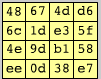 48 67 4d d6
6c 1d e3 5f
4e 9d b1 58
ee 0d 38 e7